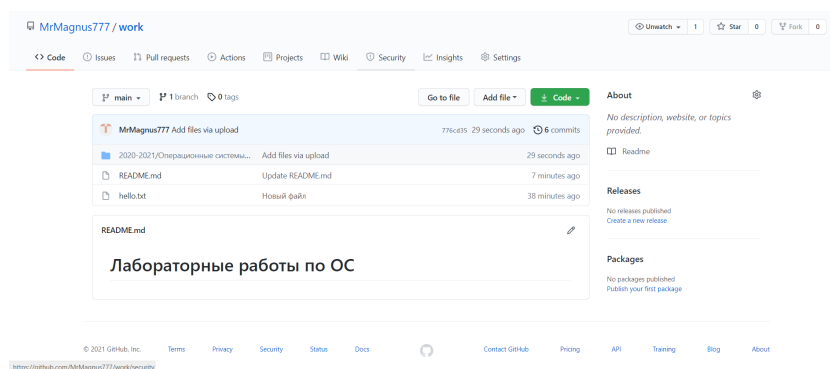 MrMagnus777 / work
Unwatch 1 Star 0 Fork 0
Code Issues Pull requests Actions Projects Wiki Security Insights Settings
main 1 branch 0 tags Go to file Add file Code
MrMagnus777 Add files via upload 776cd35 29 seconds ago 6 commits
2020-2021/Операционные системы... Add files via upload 29 seconds ago
README.md Update README.md 7 minutes ago
hello.txt Новый файл 38 minutes ago
README.md
Лабораторные работы по ОС
About
No description, website, or topics
provided.
Readme
Releases
No releases published
Create a new release
Packages
No packages published
Publish your first package
© 2021 GitHub, Inc. Terms Privacy Security Status Docs Contact GitHub Pricing API Training Blog About
https://github.com/MrMagnus777/work/security